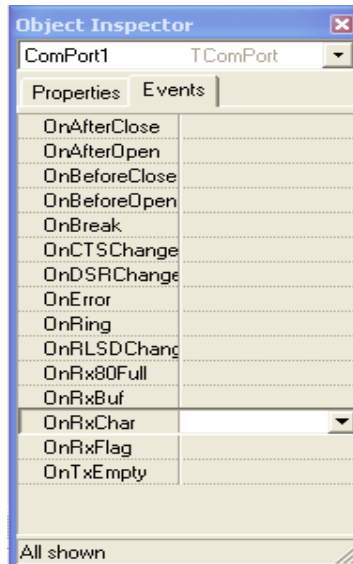 Object Inspector
ComPort1 TComPort
Properties Events
OnAfterClose
OnAfterOpen
OnBeforeClose
OnBeforeOpen
OnBreak
OnCTSChange
OnDSRChange
OnError
OnRing
OnRLSDChang
OnRx80Full
OnRxBuf
OnRxChar
OnRxFlag
OnTxEmpty
All shown